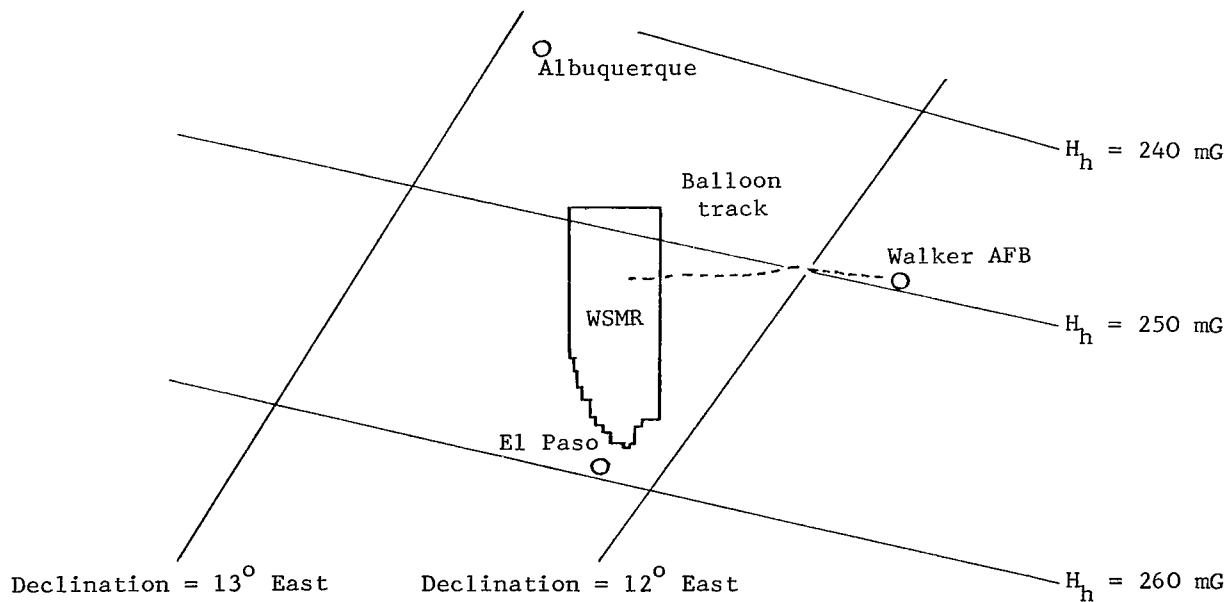 Albuquerque
H_h = 240 mG
Balloon
track
Walker AFB
WSMR
H_h = 250 mG
El Paso
Declination = 13° East
Declination = 12° East
H_h = 260 mG